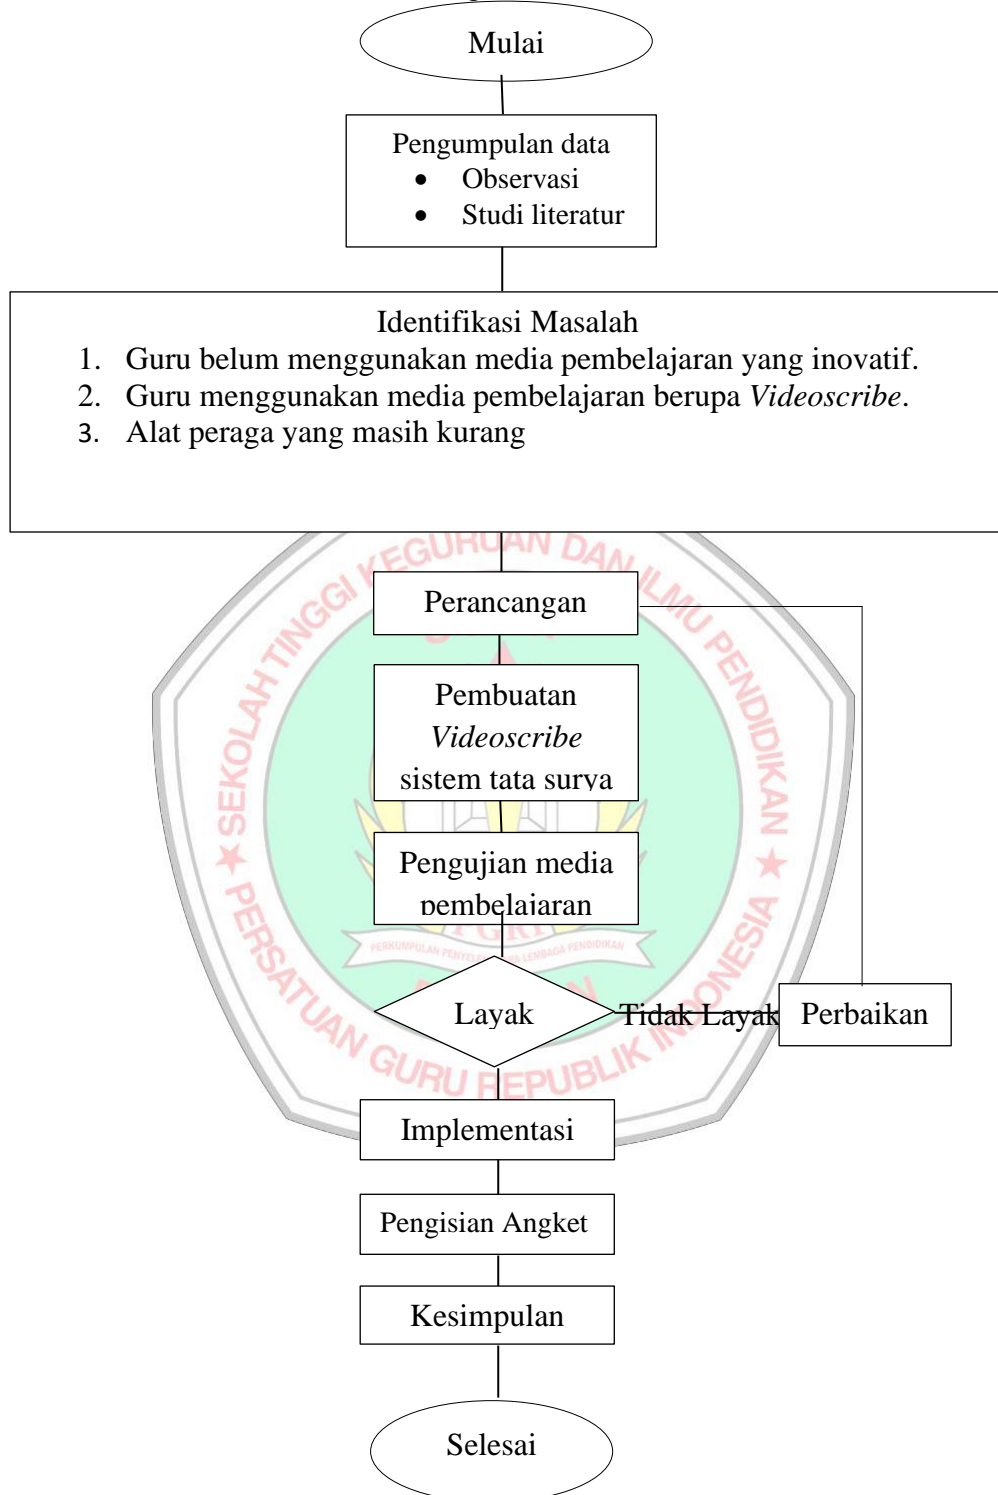 Mulai
Pengumpulan data
• Observasi
• Studi literatur
Identifikasi Masalah
1. Guru belum menggunakan media pembelajaran yang inovatif.
2. Guru menggunakan media pembelajaran berupa Videoscribe.
3. Alat peraga yang masih kurang
SEKOLAH TINGGI KEGURUAN DAN ILMU PENDIDIKAN
Perancangan
Pembuatan
Videoscribe
sistem tata surya
Pengujian media
pembelajaran
PGRI
Layak
Tidak Layak
Perbaikan
★ PERSATUAN GURU REPUBLIK INDONESIA ★
Implementasi
Pengisian Angket
Kesimpulan
Selesai